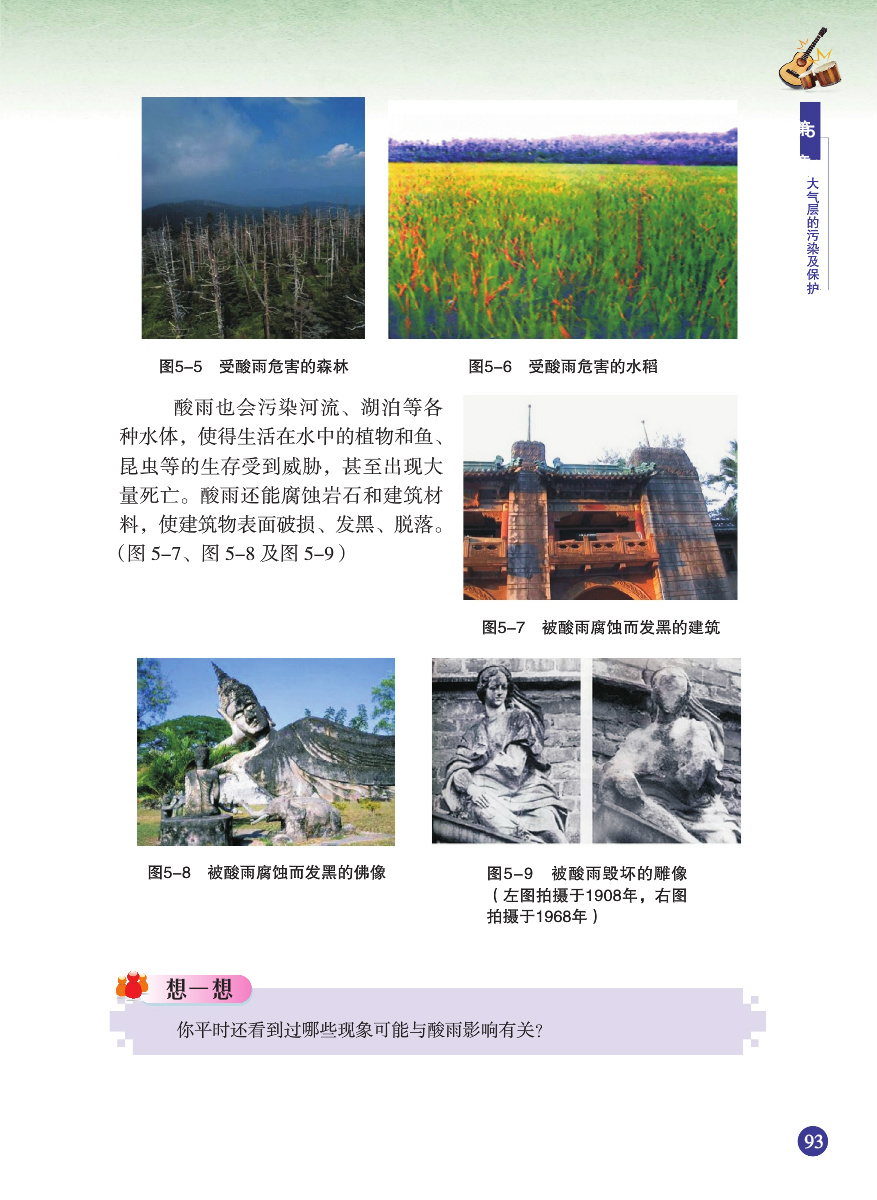 第5章
大气层的污染及保护
图5-5 受酸雨危害的森林
图5-6 受酸雨危害的水稻
酸雨也会污染河流、湖泊等各
种水体，使得生活在水中的植物和鱼、
昆虫等的生存受到威胁，甚至出现大
量死亡。酸雨还能腐蚀岩石和建筑材
料，使建筑物表面破损、发黑、脱落。
（图 5-7、图 5-8 及图 5-9）
图5-7 被酸雨腐蚀而发黑的建筑
图5-8 被酸雨腐蚀而发黑的佛像
图5-9 被酸雨毁坏的雕像
（左图拍摄于1908年，右图
拍摄于1968年）
想一想
你平时还看到过哪些现象可能与酸雨影响有关？
93